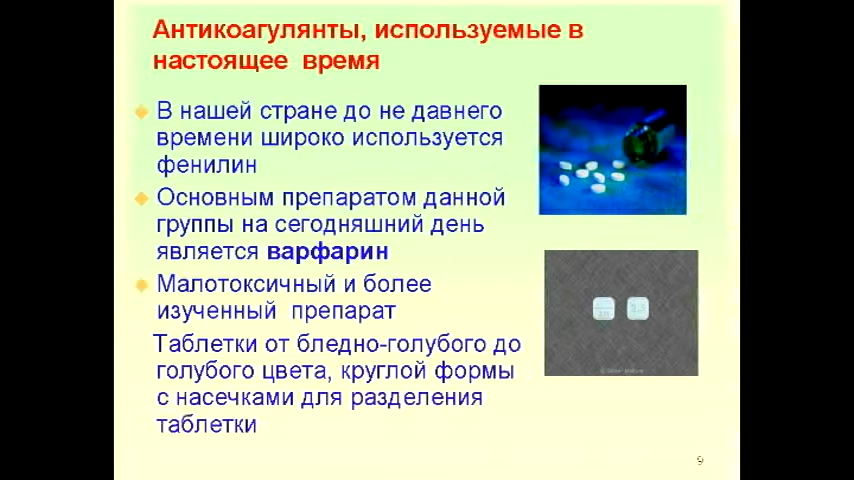 Антикоагулянты, используемые в
настоящее время
В нашей стране до не давнего
времени широко используется
фенилин
Основным препаратом данной
группы на сегодняшний день
является варфарин
Малотоксичный и более
изученный препарат
Таблетки от бледно-голубого до
голубого цвета, круглой формы
с насечками для разделения
таблетки
9